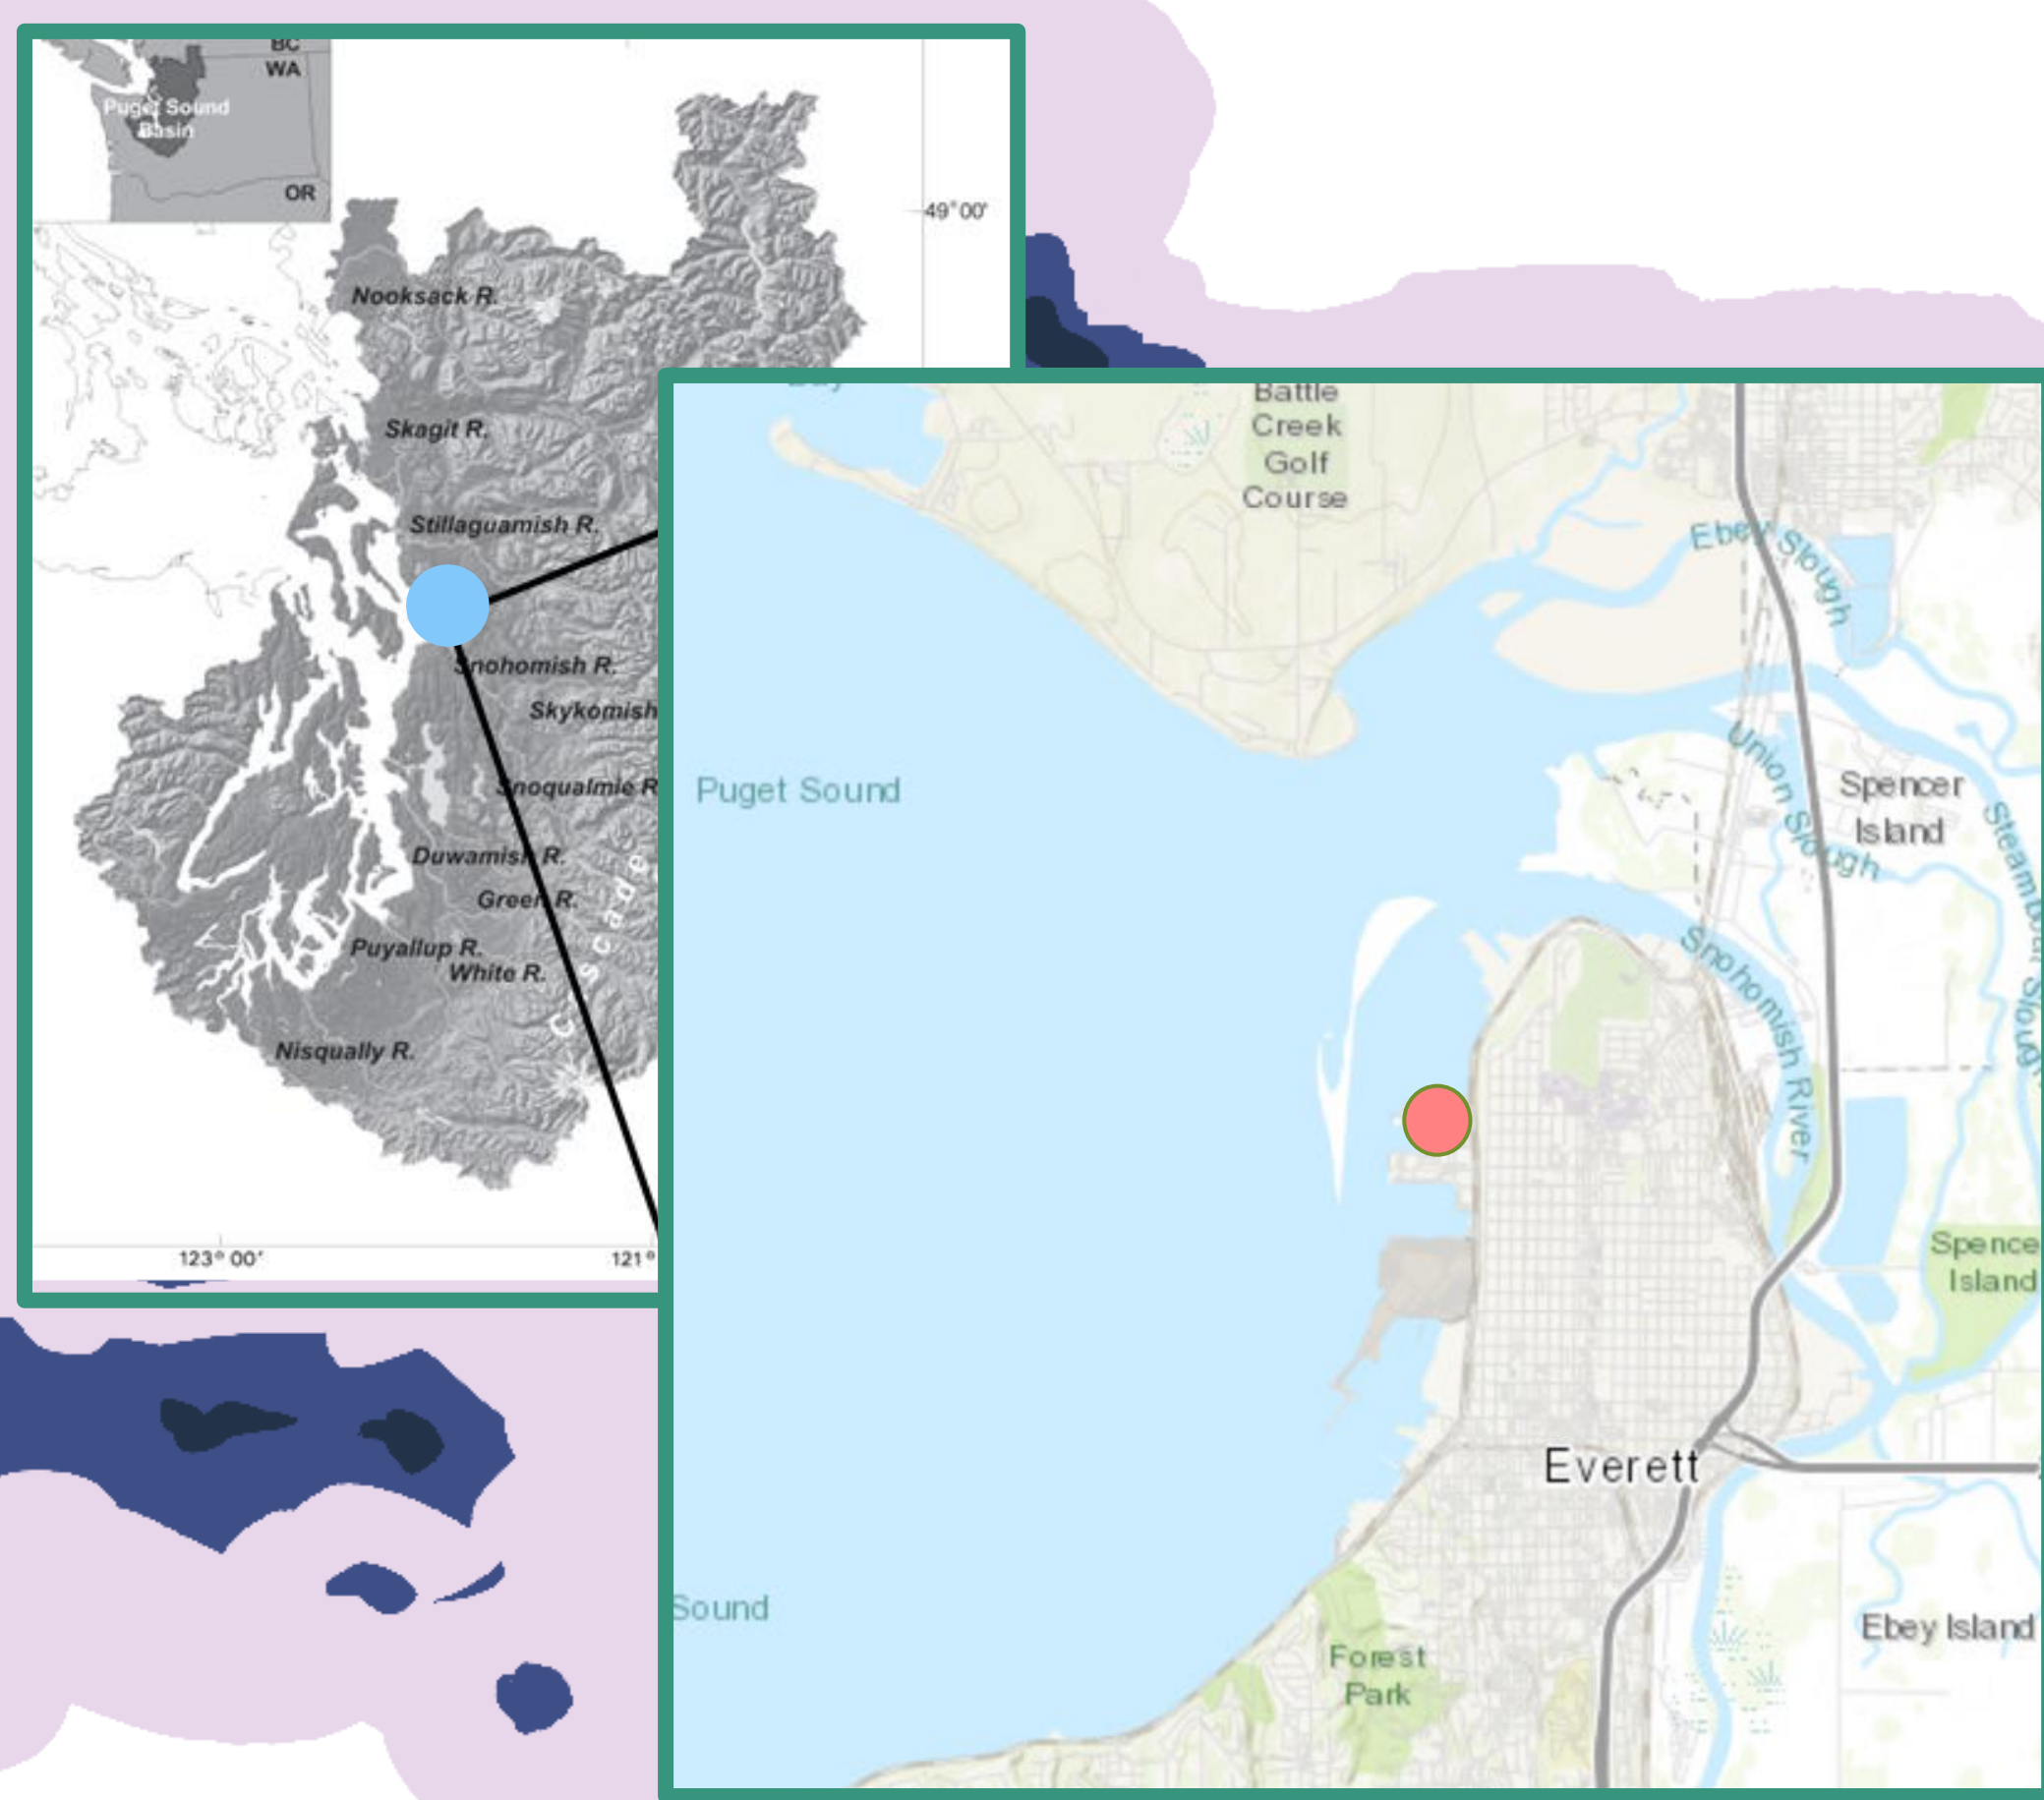 BC
WA
Puget Sound
Basin
OR
49°00'
Nooksack R.
Skagit R.
Stillaguamish R.
Snohomish R.
Skykomish
Snoqualmie R
Duwamish R.
Green R.
Cascade
Puyallup R.
White R.
Nisqually R.
123° 00'
121°
Battle
Creek
Golf
Course
Ebey Slough
Puget Sound
Union Slough
Spencer
Island
Steamboat Slough
Snohomish River
Spence
Island
Everett
Sound
Forest
Park
Ebey Island